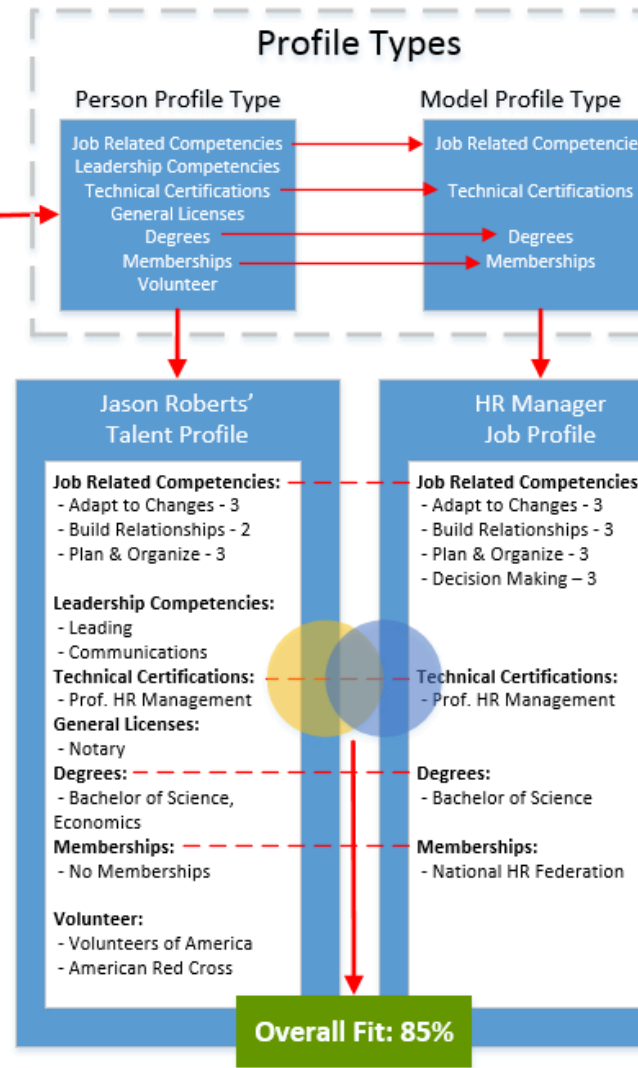 Profile Types
Person Profile Type
Job Related Competencies
Leadership Competencies
Technical Certifications
General Licenses
Degrees
Memberships
Volunteer
Model Profile Type
Job Related Competencie
Technical Certifications
Degrees
Memberships
Jason Roberts’
Talent Profile
Job Related Competencies:
- Adapt to Changes - 3
- Build Relationships - 2
- Plan & Organize - 3
Leadership Competencies:
- Leading
- Communications
Technical Certifications:
- Prof. HR Management
General Licenses:
- Notary
Degrees:
- Bachelor of Science,
Economics
Memberships:
- No Memberships
Volunteer:
- Volunteers of America
- American Red Cross
HR Manager
Job Profile
Job Related Competencies
- Adapt to Changes - 3
- Build Relationships - 3
- Plan & Organize - 3
- Decision Making – 3
Technical Certifications:
- Prof. HR Management
Degrees:
- Bachelor of Science
Memberships:
- National HR Federation
Overall Fit: 85%